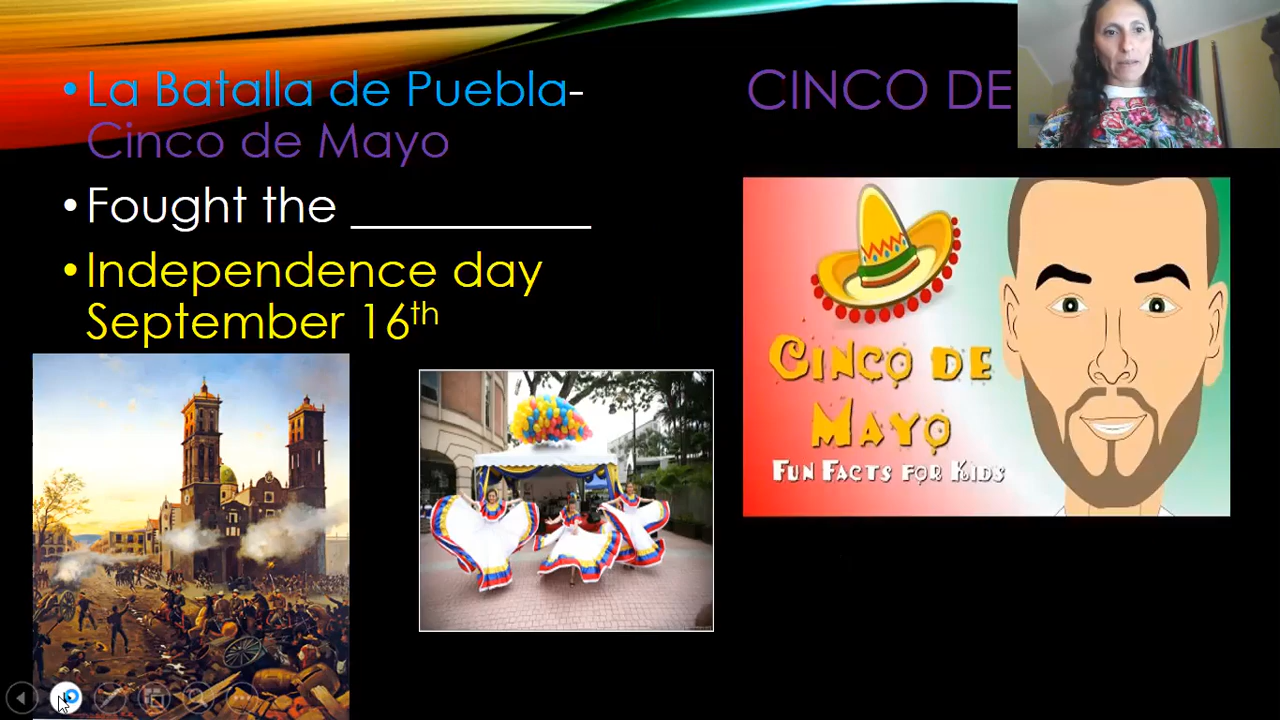 • La Batalla de Puebla-
Cinco de Mayo
• Fought the __________
• Independence day
September 16th
CINCO DE
CINCO DE
MAYO
FUN FACTS FOR KIDS